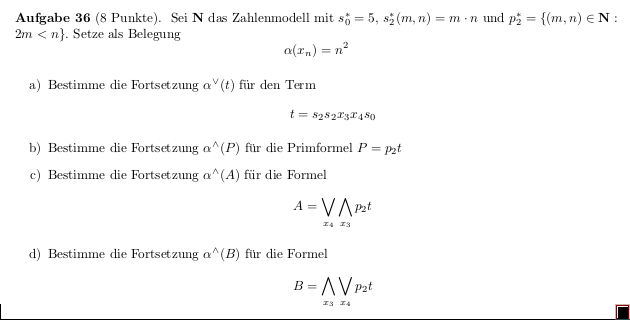 Aufgabe 36 (8 Punkte). Sei N das Zahlenmodell mit s₀* = 5, s₂*(m, n) = m · n und p₂* = {(m, n) ∈ N :
2m < n}. Setze als Belegung
α(xₙ) = n²
a) Bestimme die Fortsetzung α^∨(t) für den Term
t = s₂s₂x₃x₄s₀
b) Bestimme die Fortsetzung α^∧(P) für die Primformel P = p₂t
c) Bestimme die Fortsetzung α^∧(A) für die Formel
A = ⋁_{x₄} ⋀_{x₃} p₂t
d) Bestimme die Fortsetzung α^∧(B) für die Formel
B = ⋀_{x₃} ⋁_{x₄} p₂t